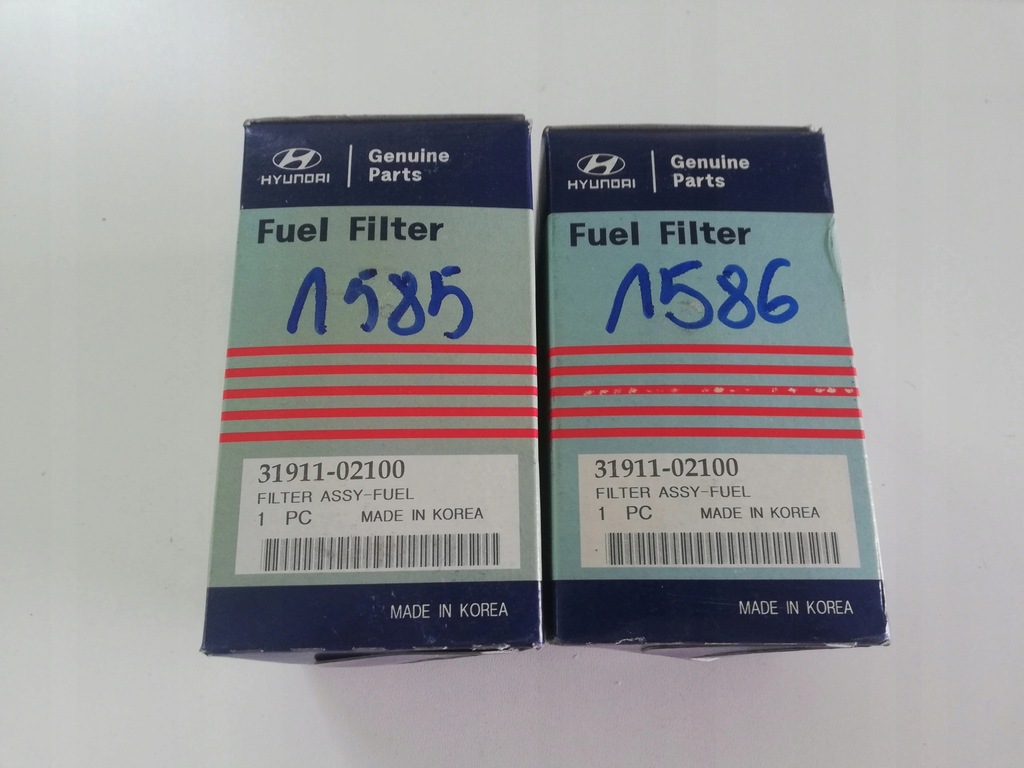 HYUNDAI
Genuine
Parts
Fuel Filter
1585
31911-02100
FILTER ASSY-FUEL
1 PC MADE IN KOREA
MADE IN KOREA
HYUNDAI
Genuine
Parts
Fuel Filter
1586
31911-02100
FILTER ASSY-FUEL
1 PC MADE IN KOREA
MADE IN KOREA